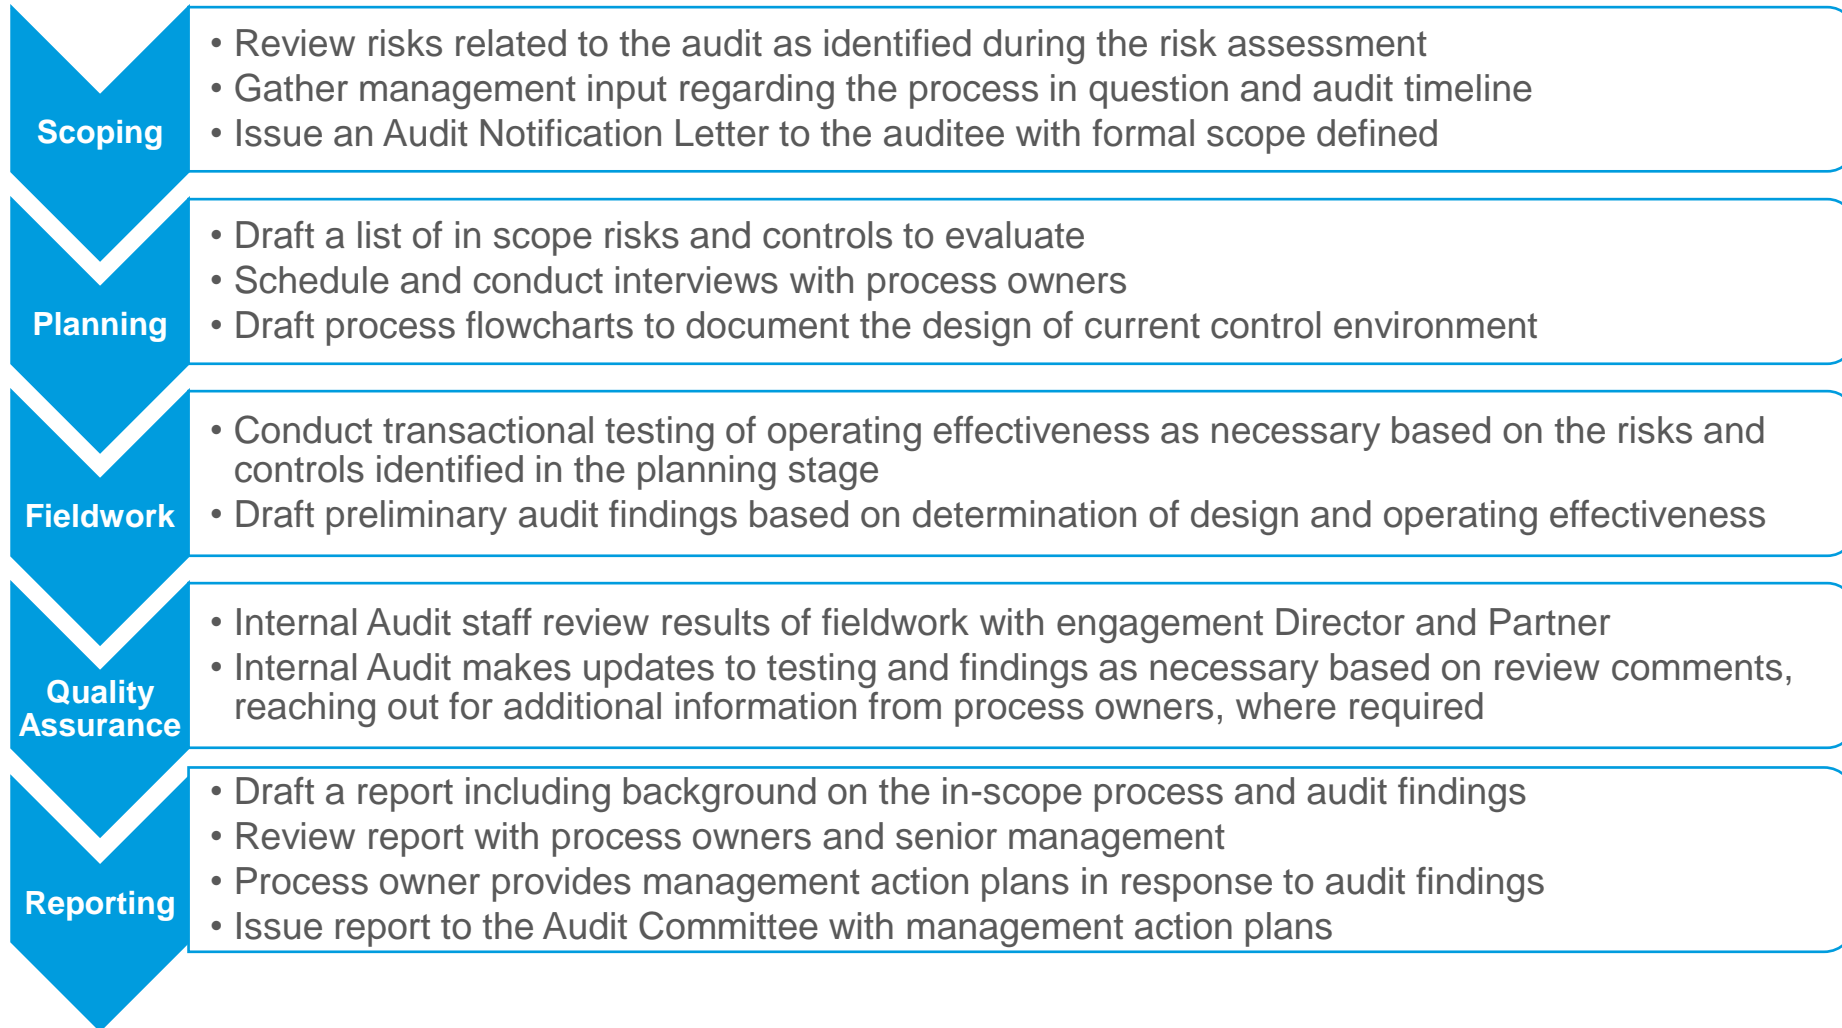 Scoping
• Review risks related to the audit as identified during the risk assessment
• Gather management input regarding the process in question and audit timeline
• Issue an Audit Notification Letter to the auditee with formal scope defined
Planning
• Draft a list of in scope risks and controls to evaluate
• Schedule and conduct interviews with process owners
• Draft process flowcharts to document the design of current control environment
Fieldwork
• Conduct transactional testing of operating effectiveness as necessary based on the risks and
controls identified in the planning stage
• Draft preliminary audit findings based on determination of design and operating effectiveness
Quality
Assurance
• Internal Audit staff review results of fieldwork with engagement Director and Partner
• Internal Audit makes updates to testing and findings as necessary based on review comments,
reaching out for additional information from process owners, where required
Reporting
• Draft a report including background on the in-scope process and audit findings
• Review report with process owners and senior management
• Process owner provides management action plans in response to audit findings
• Issue report to the Audit Committee with management action plans